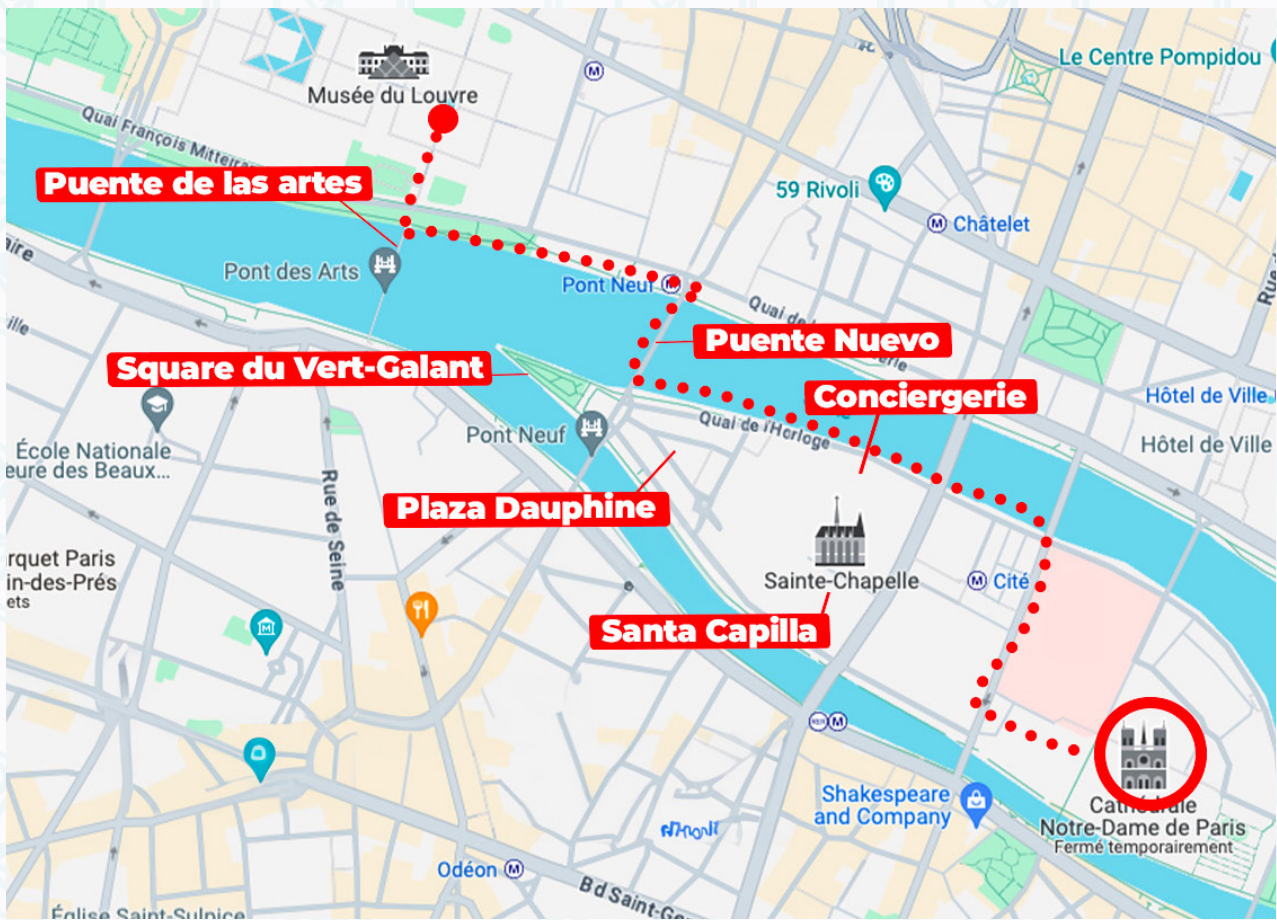 Le Centre Pompidou
Musée du Louvre
Quai François
Puente de las artes
59 Rivoli
Châtelet
Pont des Arts
Pont Neuf
Quai de
Puente Nuevo
Square du Vert-Galant
Conciergerie
Hôtel de Ville
Quai de l'Horloge
Pont Neuf
Hôtel de Ville
École Nationale
eure des Beaux...
Rue de Seine
Plaza Dauphine
rquet Paris
in-des-Prés
ets
Sainte-Chapelle
Cité
Santa Capilla
RER
Shakespeare
and Company
Cathédrale
Notre-Dame de Paris
Fermé temporairement
Odéon
Bd Saint-Ge
Église Saint-Sulpice